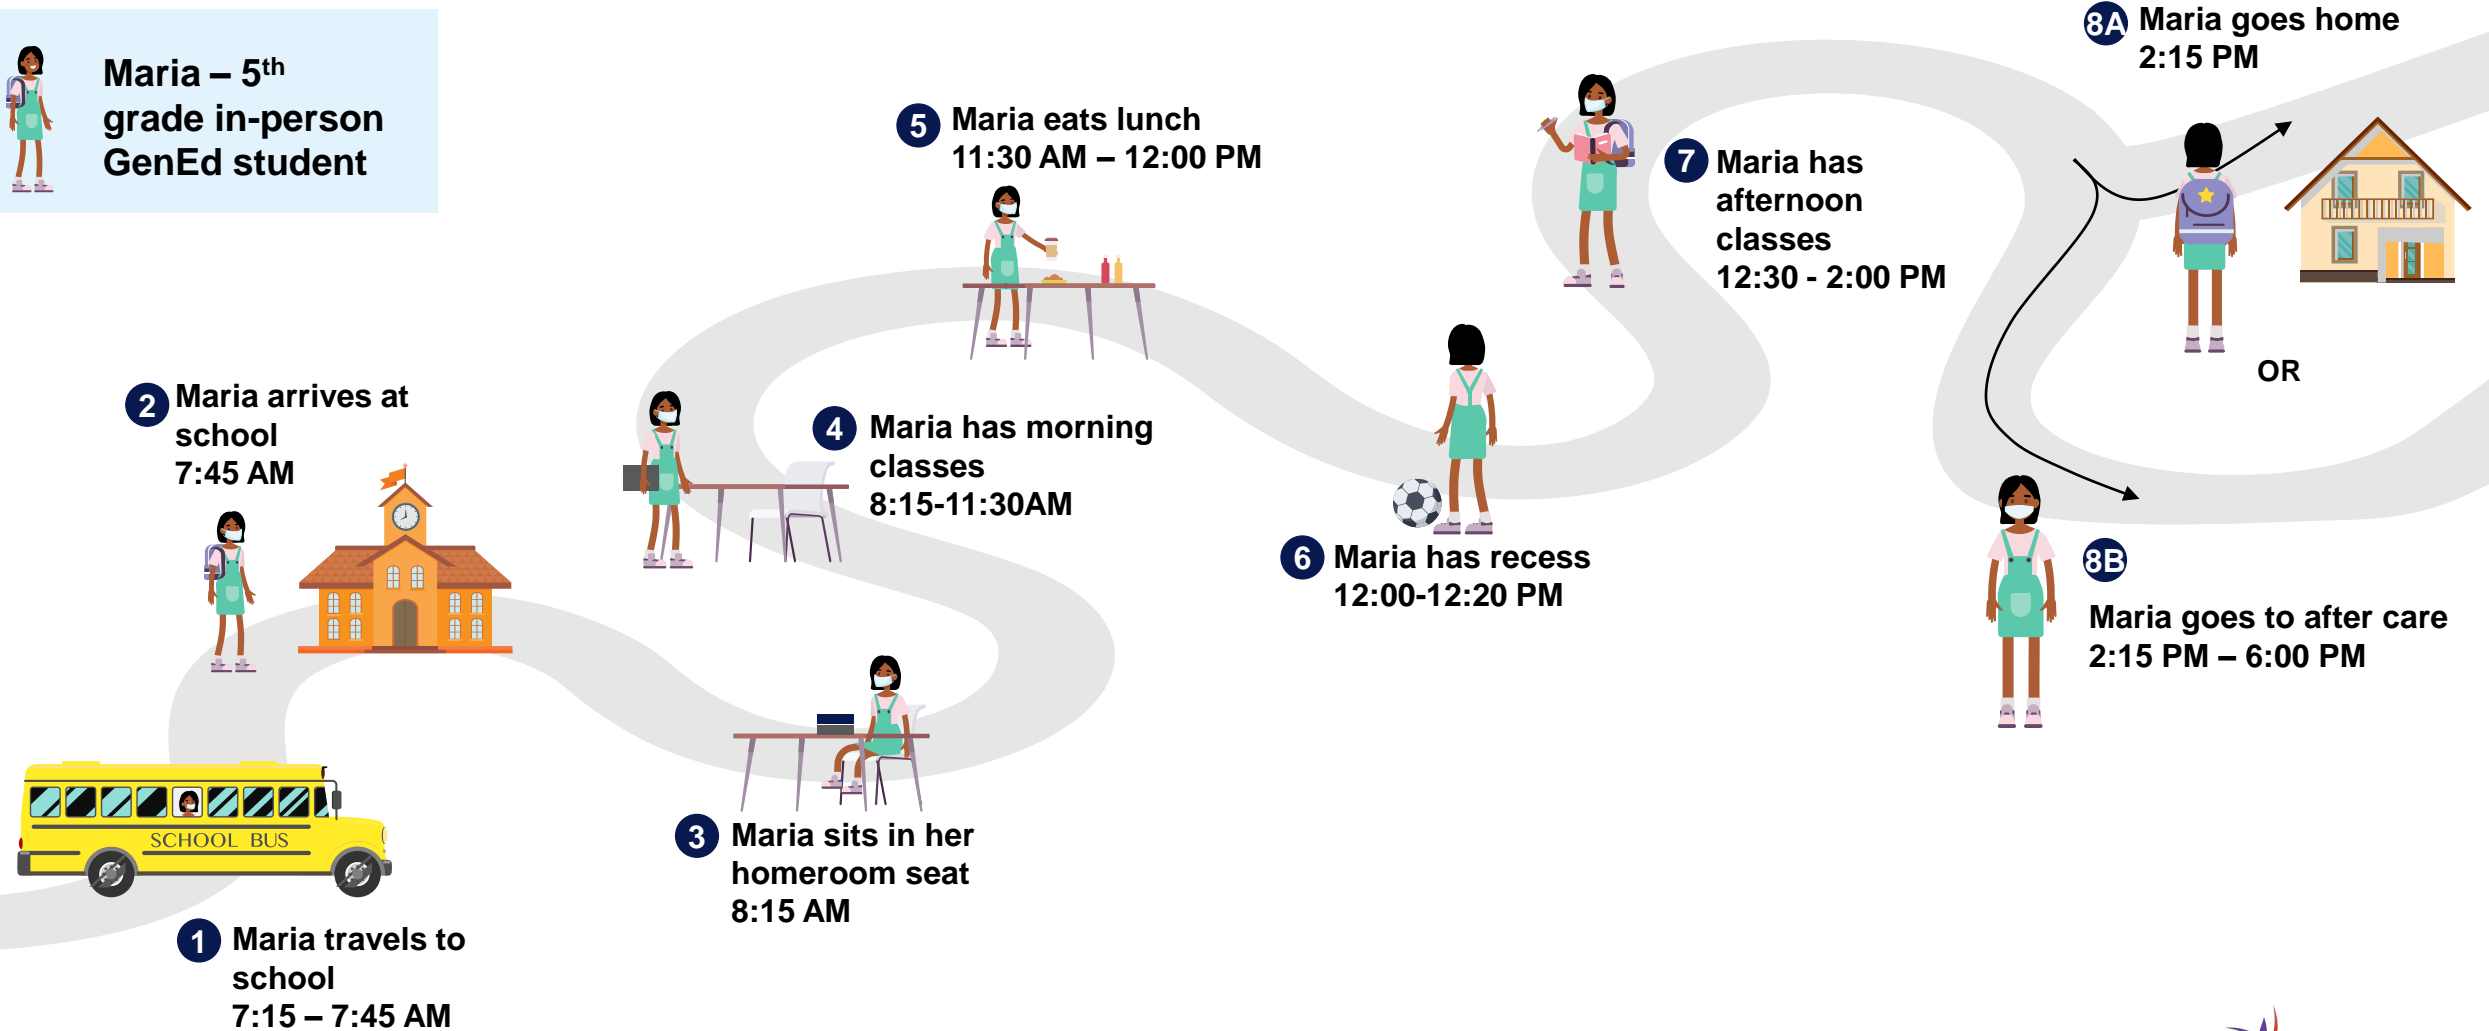 Maria – 5th
grade in-person
GenEd student
1
Maria travels to
school
7:15 – 7:45 AM
SCHOOL BUS
2
Maria arrives at
school
7:45 AM
3
Maria sits in her
homeroom seat
8:15 AM
4
Maria has morning
classes
8:15-11:30AM
5
Maria eats lunch
11:30 AM – 12:00 PM
6
Maria has recess
12:00-12:20 PM
7
Maria has
afternoon
classes
12:30 - 2:00 PM
8A
Maria goes home
2:15 PM
OR
8B
Maria goes to after care
2:15 PM – 6:00 PM